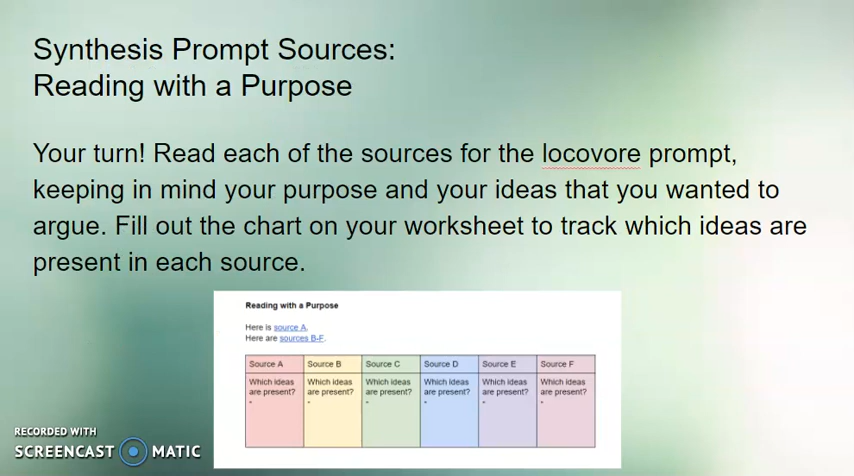 Synthesis Prompt Sources:
Reading with a Purpose
Your turn! Read each of the sources for the locovore prompt,
keeping in mind your purpose and your ideas that you wanted to
argue. Fill out the chart on your worksheet to track which ideas are
present in each source.
Reading with a Purpose
Here is source A.
Here are sources B-F.
Source A Source B Source C Source D Source E Source F
Which ideas Which ideas Which ideas Which ideas Which ideas Which ideas
are present? are present? are present? are present? are present? are present?
RECORDED WITH
SCREENCAST MATIC